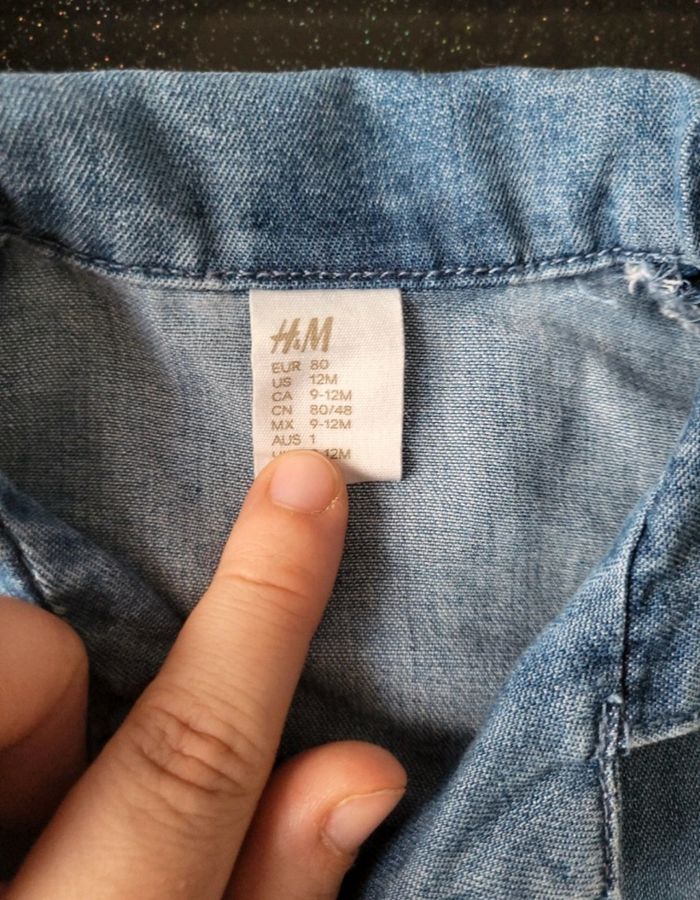 H&M
EUR 80
US 12M
CA 9-12M
CN 80/48
MX 9-12M
AUS 1